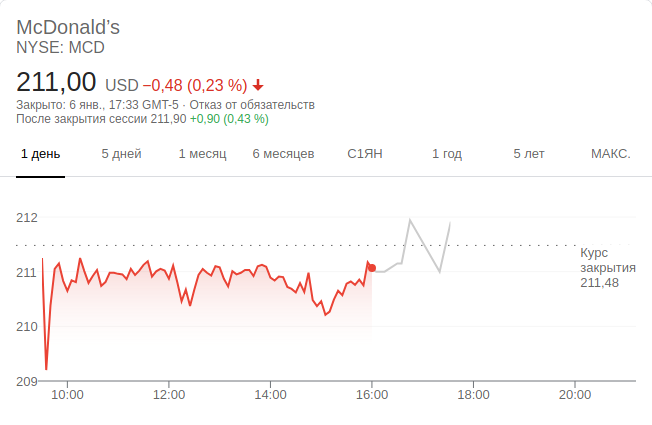 McDonald’s
NYSE: MCD
211,00 USD −0,48 (0,23 %)
Закрыто: 6 янв., 17:33 GMT-5 · Отказ от обязательств
После закрытия сессии 211,90 +0,90 (0,43 %)
1 день 5 дней 1 месяц 6 месяцев С1ЯН 1 год 5 лет МАКС.
212
Курс
закрытия
211
211,48
210
209
10:00 12:00 14:00 16:00 18:00 20:00